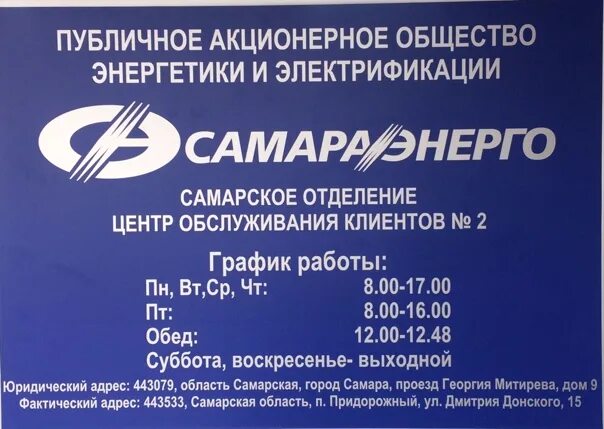 ПУБЛИЧНОЕ АКЦИОНЕРНОЕ ОБЩЕСТВО
ЭНЕРГЕТИКИ И ЭЛЕКТРИФИКАЦИИ
САМАРАЭНЕРГО
САМАРСКОЕ ОТДЕЛЕНИЕ
ЦЕНТР ОБСЛУЖИВАНИЯ КЛИЕНТОВ № 2
График работы:
Пн, Вт,Ср, Чт: 8.00-17.00
Пт: 8.00-16.00
Обед: 12.00-12.48
Суббота, воскресенье- выходной
Юридический адрес: 443079, область Самарская, город Самара, проезд Георгия Митирева, дом 9
Фактический адрес: 443533, Самарская область, п. Придорожный, ул. Дмитрия Донского, 15